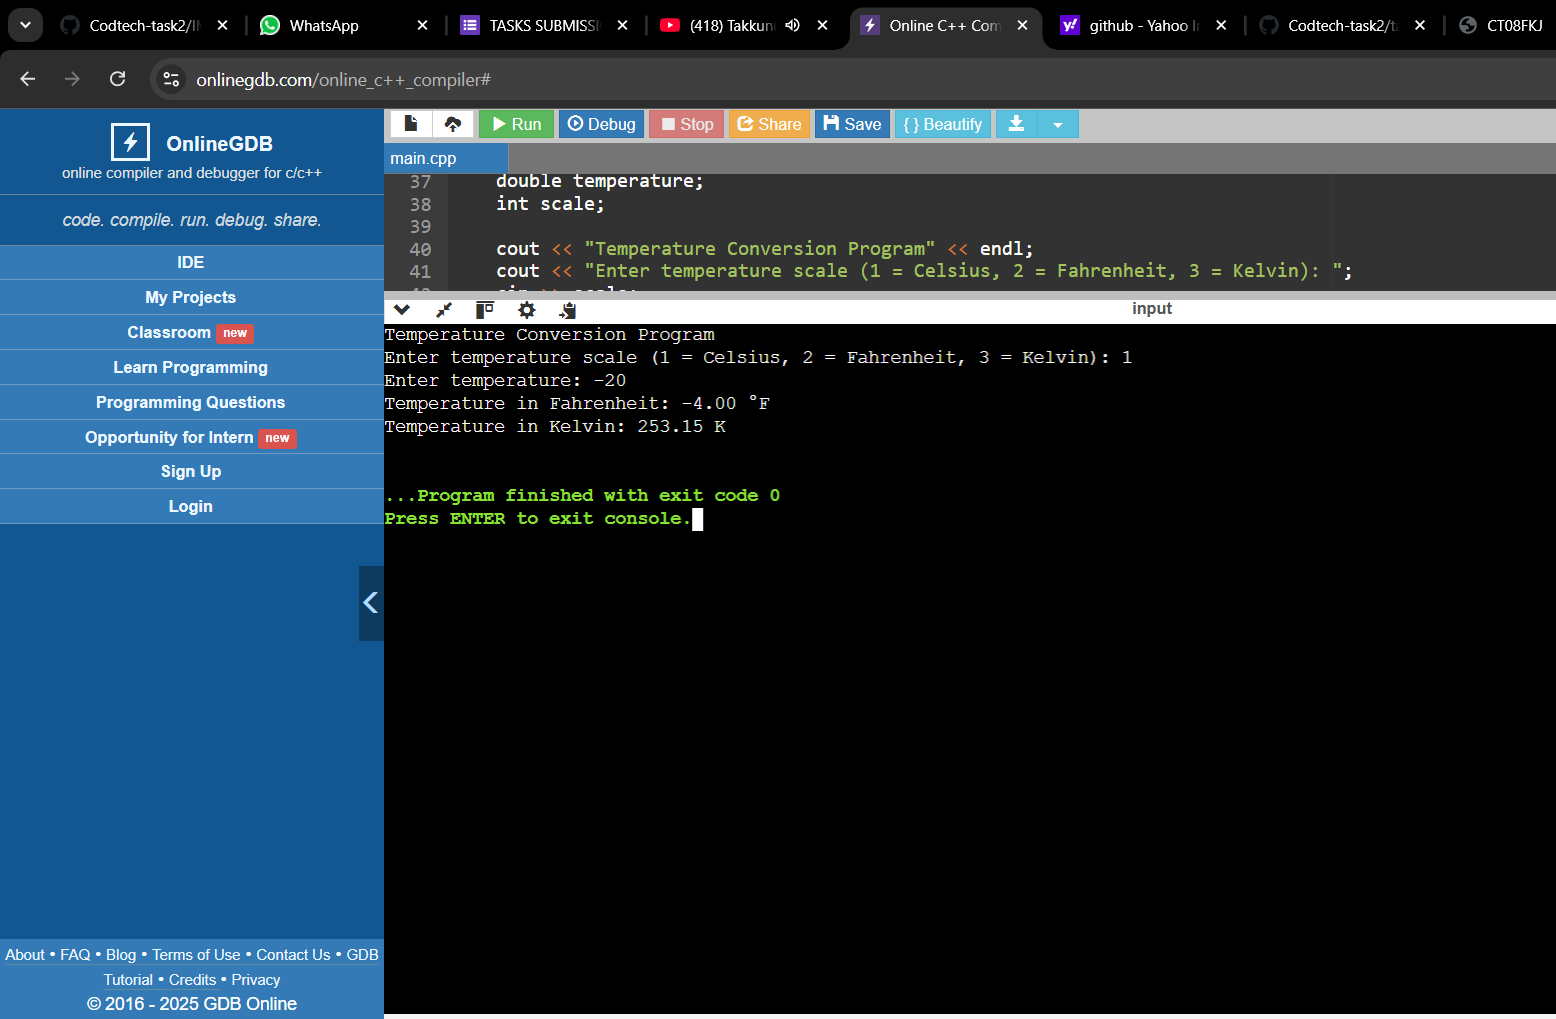 Codtech-task2/IM
WhatsApp
TASKS SUBMISSI
(418) Takkun
Online C++ Com
github - Yahoo I
Codtech-task2/ta
CT08FKJ
onlinegdb.com/online_c++_compiler#
OnlineGDB
online compiler and debugger for c/c++
code. compile. run. debug. share.
IDE
My Projects
Classroom new
Learn Programming
Programming Questions
Opportunity for Intern new
Sign Up
Login
About • FAQ • Blog • Terms of Use • Contact Us • GDB
Tutorial • Credits • Privacy
© 2016 - 2025 GDB Online
Run Debug Stop Share Save { } Beautify
main.cpp
37 double temperature;
38 int scale;
39
40 cout << "Temperature Conversion Program" << endl;
41 cout << "Enter temperature scale (1 = Celsius, 2 = Fahrenheit, 3 = Kelvin): ";
input
Temperature Conversion Program
Enter temperature scale (1 = Celsius, 2 = Fahrenheit, 3 = Kelvin): 1
Enter temperature: -20
Temperature in Fahrenheit: -4.00 °F
Temperature in Kelvin: 253.15 K
...Program finished with exit code 0
Press ENTER to exit console.